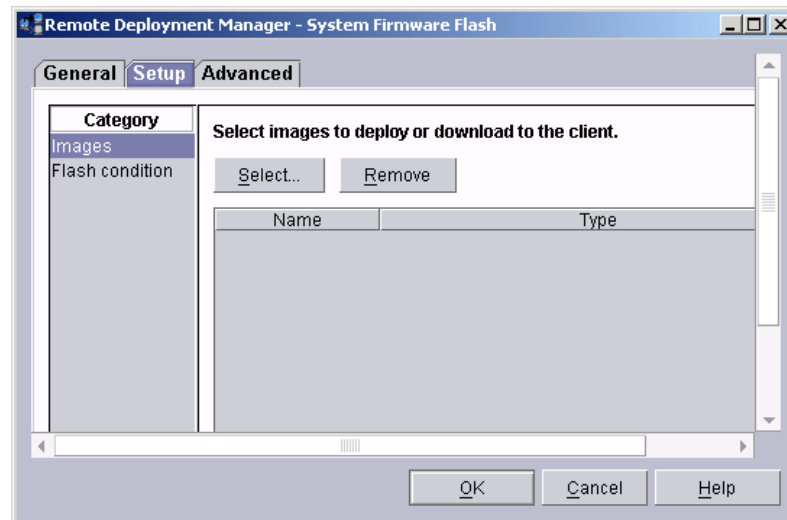 Remote Deployment Manager - System Firmware Flash
General Setup Advanced
Category
Images
Flash condition
Select images to deploy or download to the client.
Select... Remove
Name Type
OK Cancel Help